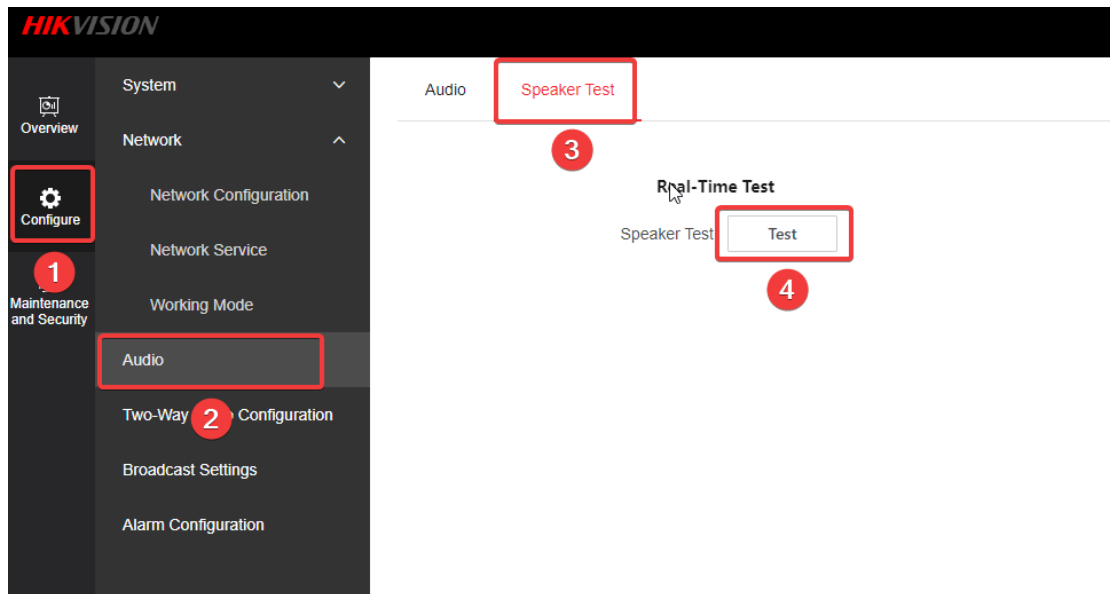 HIKVISION
Overview
Configure
1
Maintenance
and Security
System
Network
Network Configuration
Network Service
Working Mode
Audio
Two-Way
2
Configuration
Broadcast Settings
Alarm Configuration
Audio
Speaker Test
3
Real-Time Test
Speaker Test
Test
4